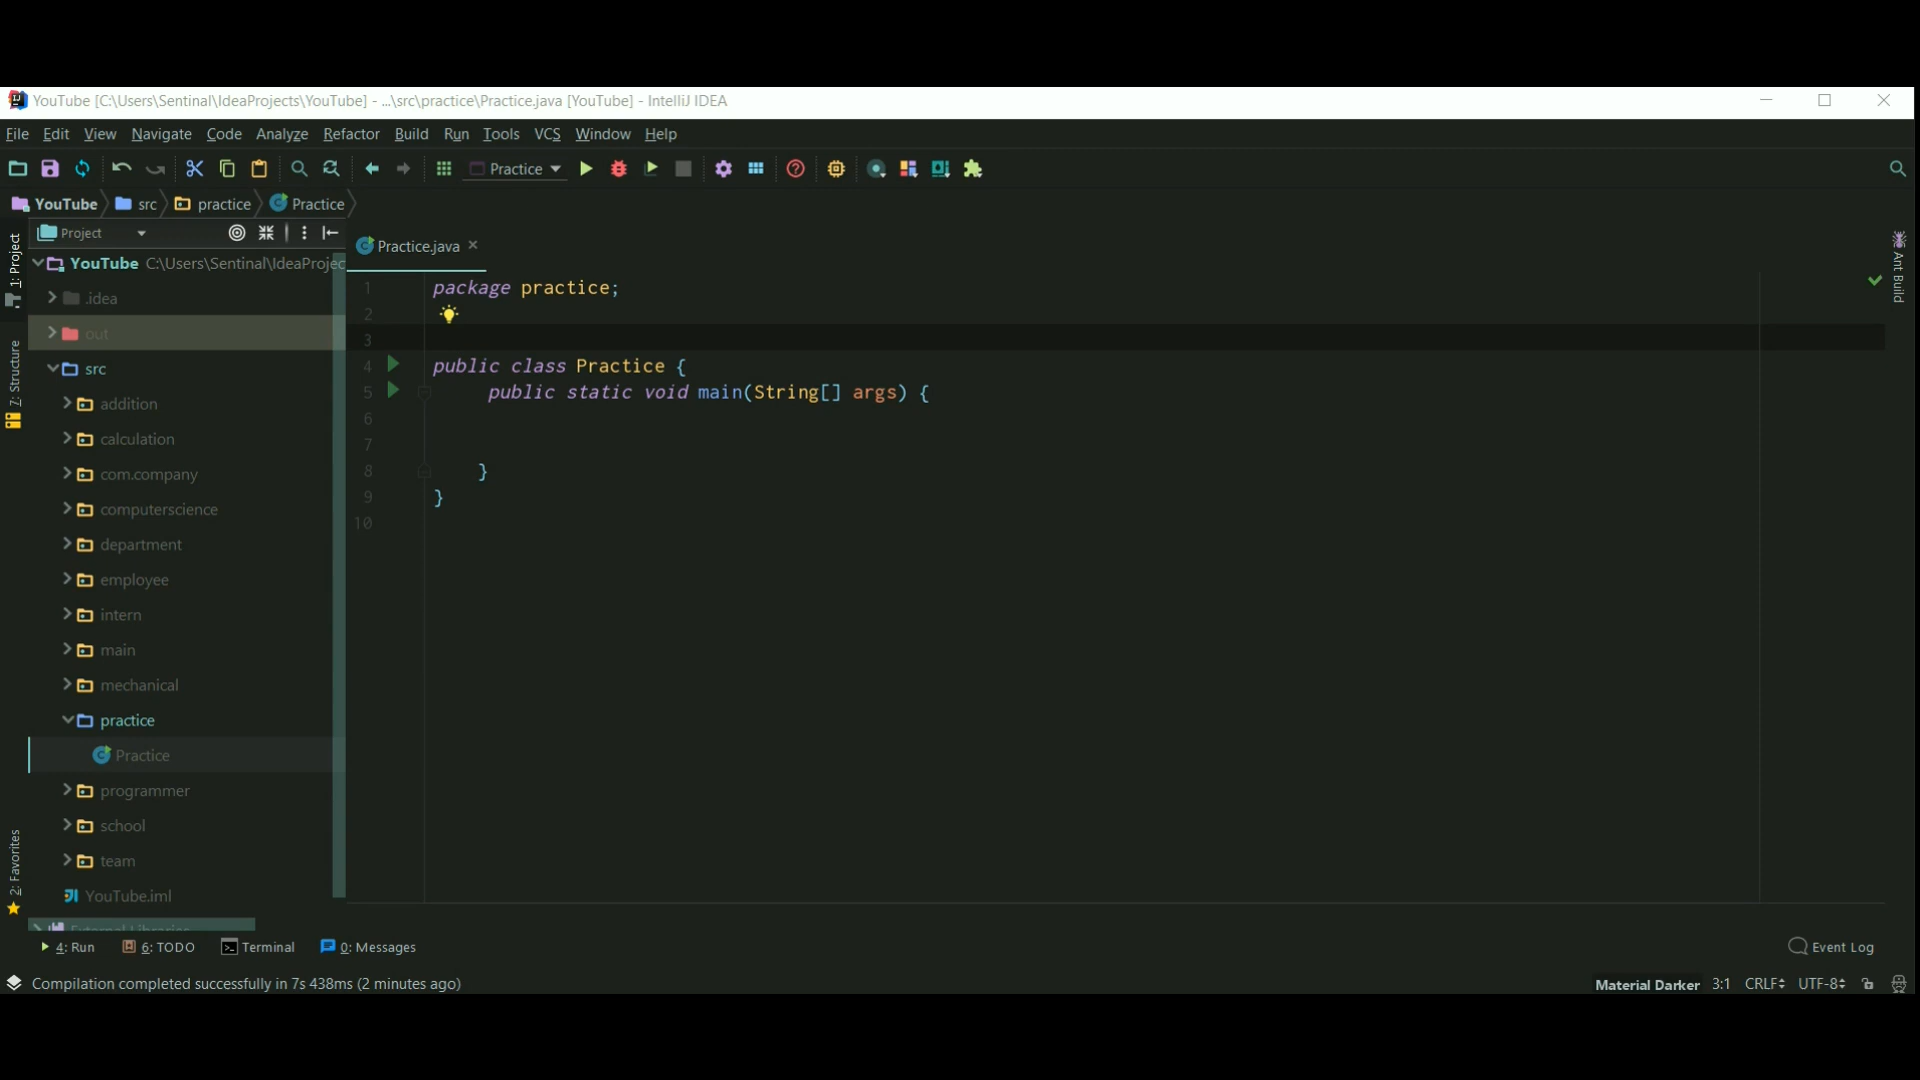 YouTube [C:\Users\Sentinal\IdeaProjects\YouTube] - ...\src\practice\Practice.java [YouTube] - IntelliJ IDEA
File Edit View Navigate Code Analyze Refactor Build Run Tools VCS Window Help
Practice
YouTube src practice Practice
Project
Practice.java
1: Project
7: Structure
2: Favorites
Ant Build
YouTube C:\Users\Sentinal\IdeaProjec
.idea
out
src
addition
calculation
com.company
computerscience
department
employee
intern
main
mechanical
practice
Practice
programmer
school
team
YouTube.iml
External Libraries
1 package practice;
2
3
4 public class Practice {
5 public static void main(String[] args) {
6
7
8 }
9 }
10
4: Run 6: TODO Terminal 0: Messages Event Log
Compilation completed successfully in 7s 438ms (2 minutes ago) Material Darker 3:1 CRLF UTF-8